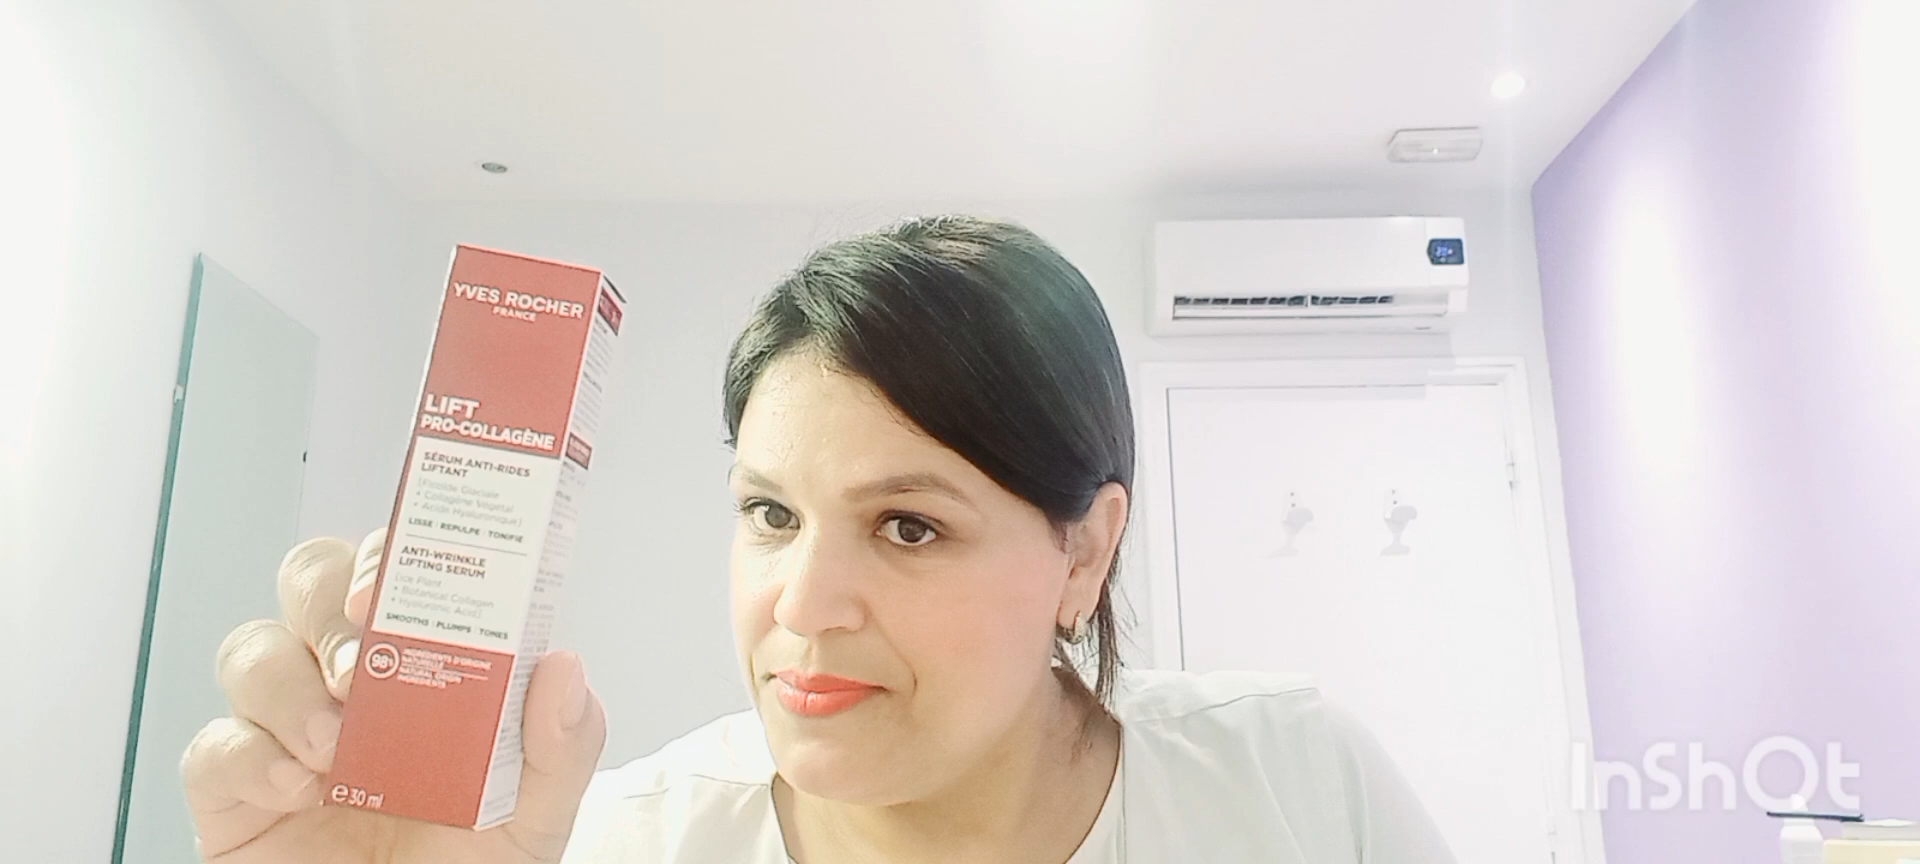 YVES ROCHER
FRANCE
LIFT
PRO-COLLAGÈNE
SÉRUM ANTI-RIDES
LIFTANT
[Ficoïde Glaciale
+ Collagène Végétal
+ Acide Hyaluronique]
LISSE | REPULPE | TONIFIE
ANTI-WRINKLE
LIFTING SERUM
[Ice Plant
+ Botanical Collagen
+ Hyaluronic Acid]
SMOOTHS | PLUMPS | TONES
98%
INGRÉDIENTS D'ORIGINE
NATURELLE
NATURAL ORIGIN
INGREDIENTS
e 30 ml
InShOt